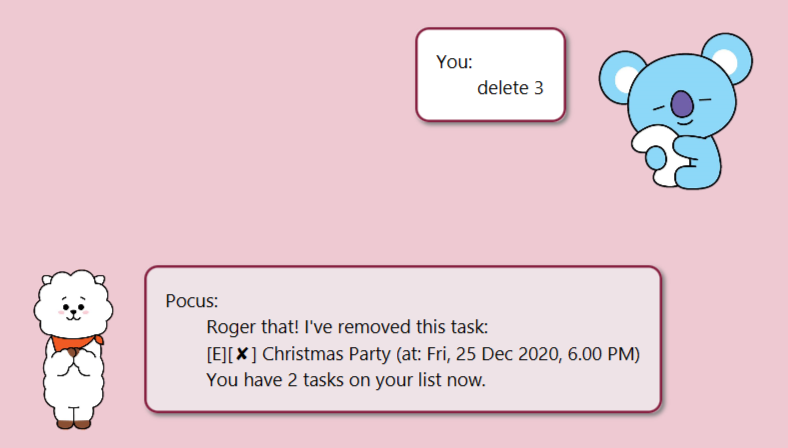 You:
delete 3
Pocus:
Roger that! I've removed this task:
[E][✘] Christmas Party (at: Fri, 25 Dec 2020, 6.00 PM)
You have 2 tasks on your list now.